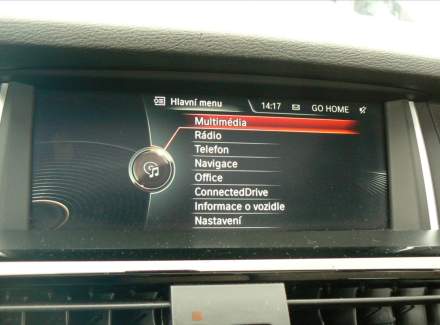 Hlavní menu 14:17 GO HOME
Multimédia
Rádio
Telefon
Navigace
Office
ConnectedDrive
Informace o vozidle
Nastavení